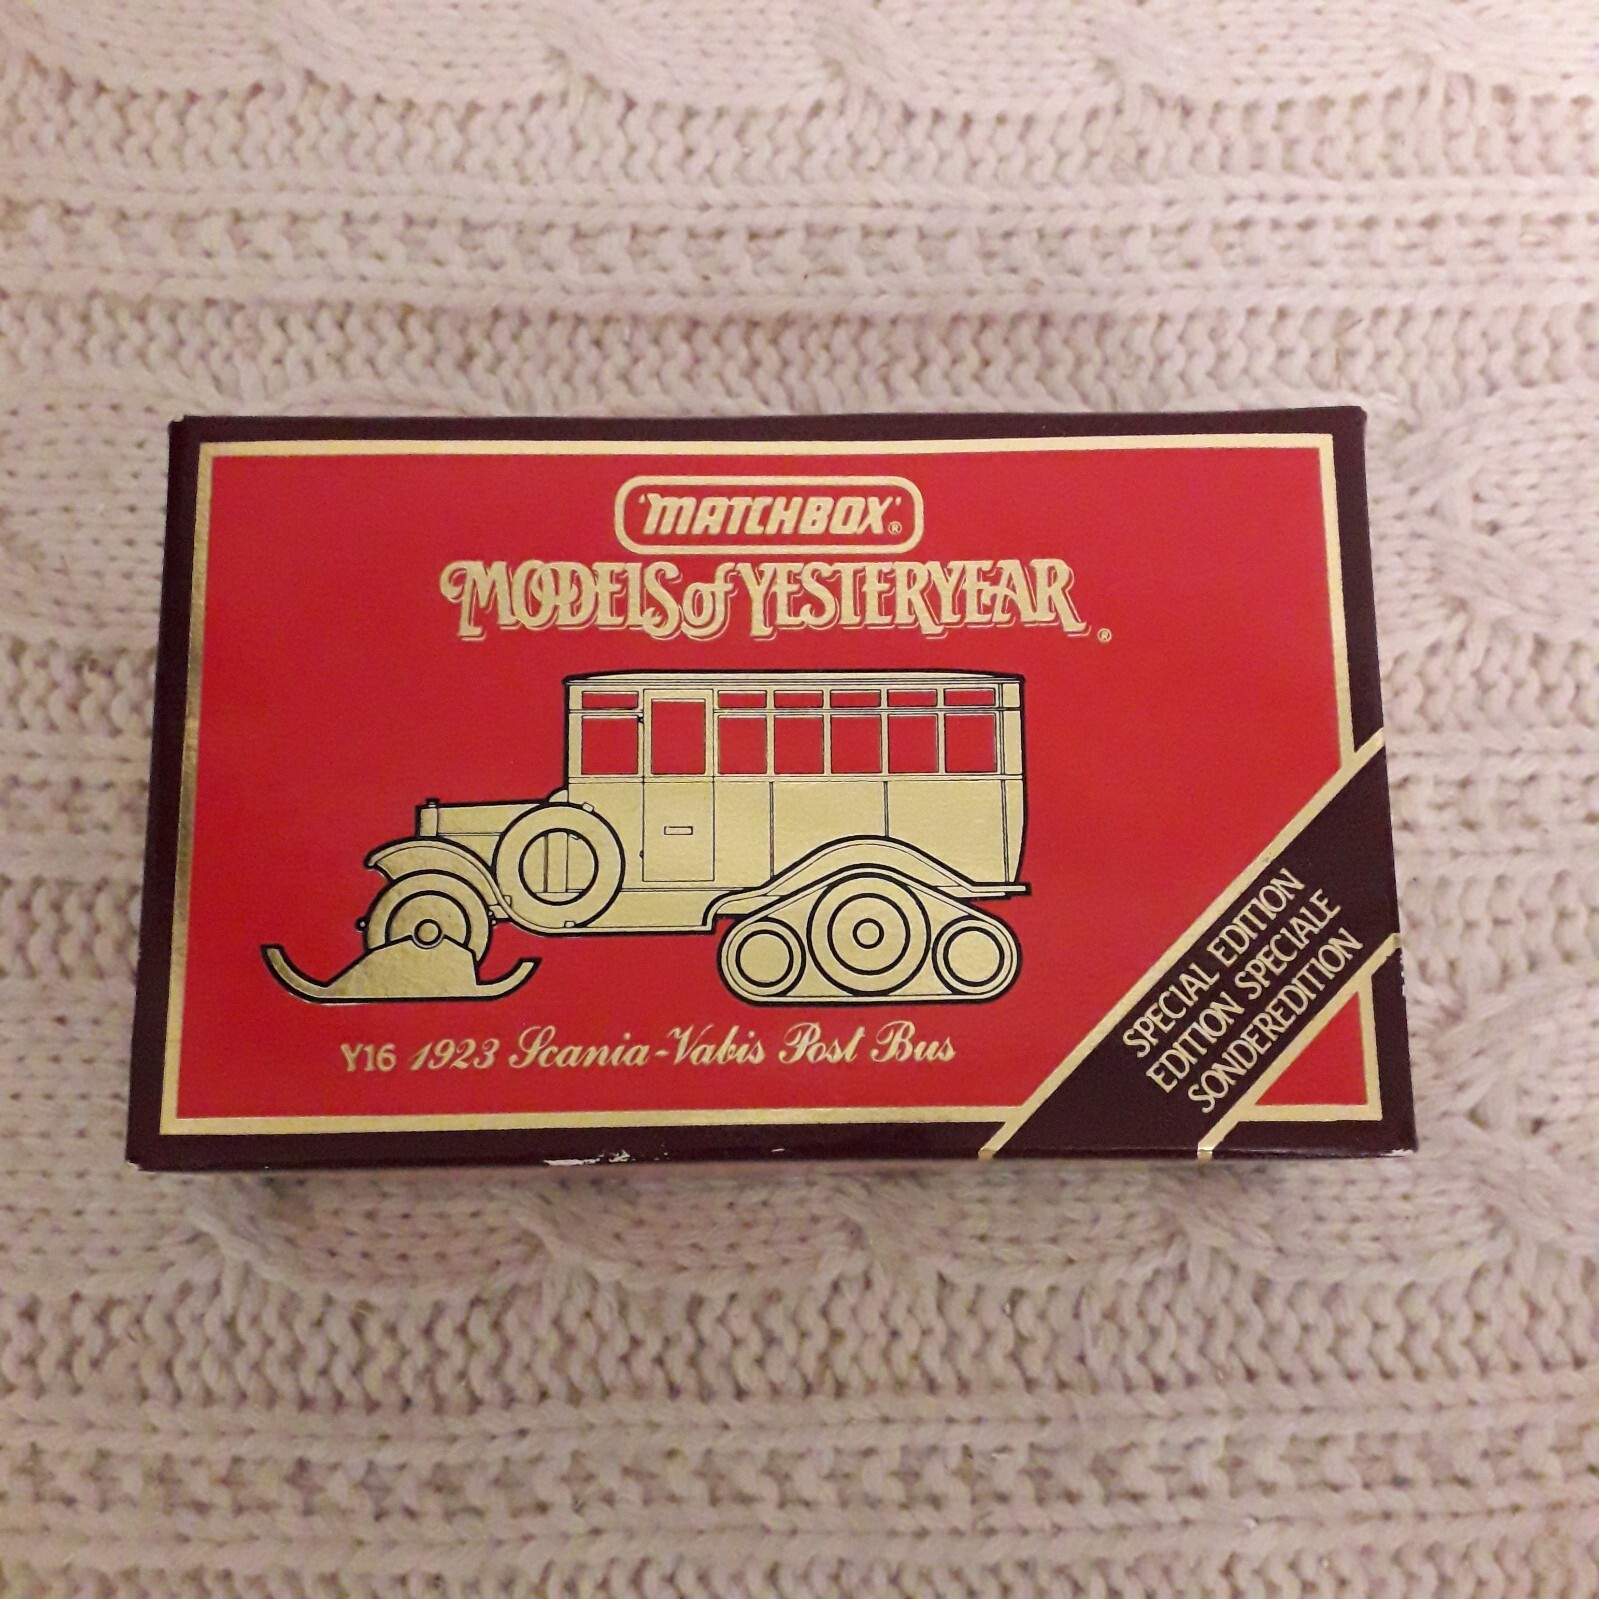 'MATCHBOX'®
MODELS of YESTERYEAR®
Y16 1923 Scania-Vabis Post Bus
SPECIAL EDITION
EDITION SPECIALE
SONDEREDITION